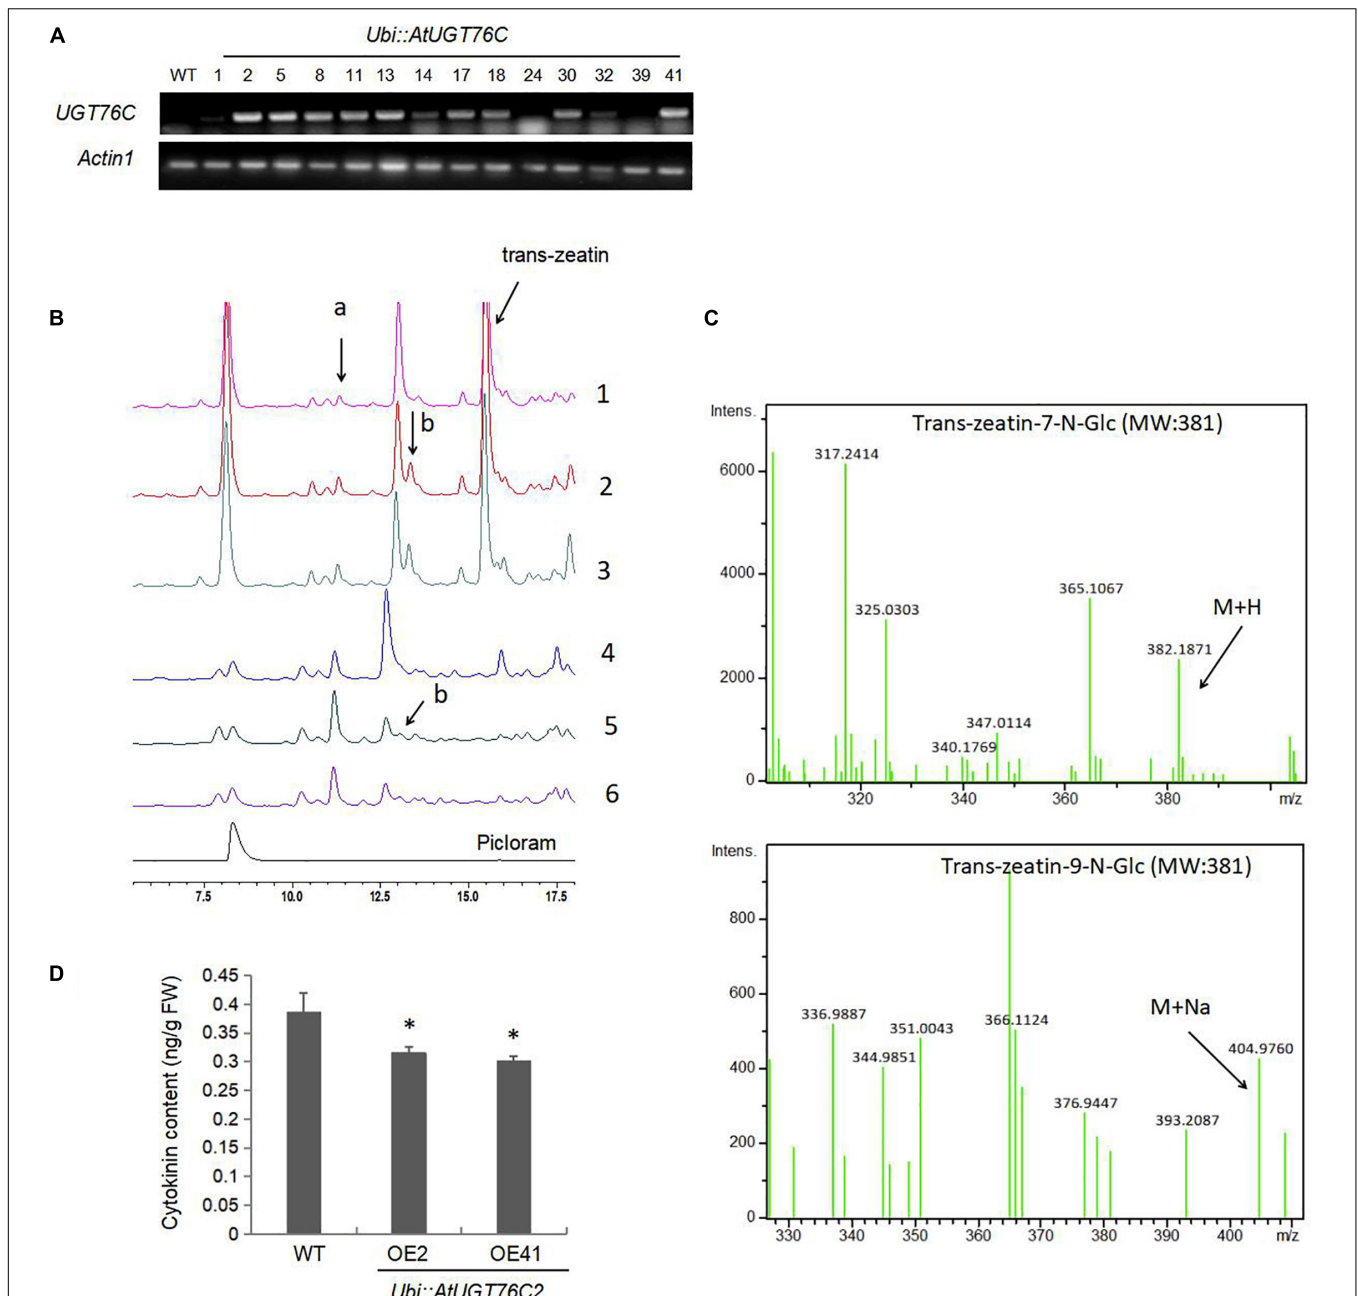 A
Ubi::AtUGT76C
WT 1 2 5 8 11 13 14 17 18 24 30 32 39 41
UGT76C
Actin1
trans-zeatin
B
a
C
1
b
2
3
4
b
5
6
Picloram
7.5 10.0 12.5 15.0 17.5
Intens.
Trans-zeatin-7-N-Glc (MW:381)
317.2414
6000
4000
365.1067
M+H
325.0303
382.1871
2000
347.0114
340.1769
0
320 340 360 380 m/z
Intens.
Trans-zeatin-9-N-Glc (MW:381)
800
600
M+Na
336.9887
366.1124
351.0043
344.9851
404.9760
400
376.9447
393.2087
200
0
330 340 350 360 370 380 390 400 m/z
D
Cytokinin content (ng/g FW)
0.45
0.4
0.35
0.3
0.25
0.2
0.15
0.1
0.05
0
* *
WT OE2 OE41
Ubi::AtUGT76C2